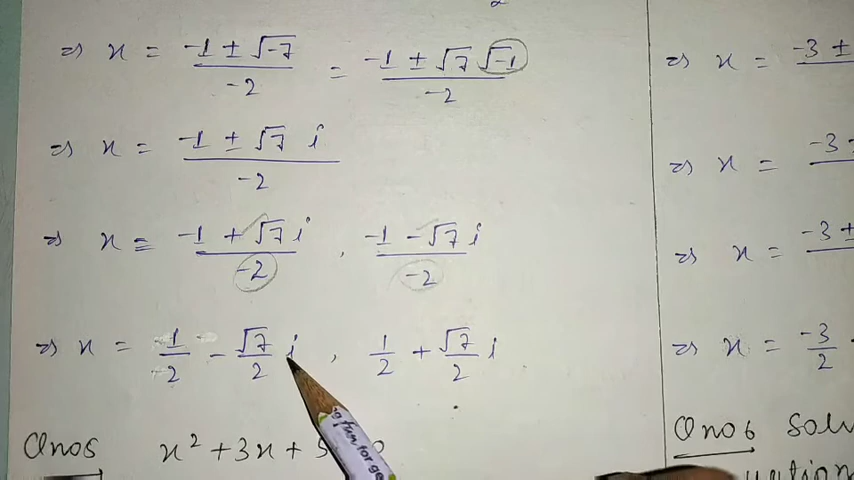 ⇒ x = (-1 ± √-7)/-2 = (-1 ± √7 √-1)/-2
⇒ x = (-1 ± √7 i)/-2
⇒ x = (-1 + √7 i)/-2 , (-1 - √7 i)/-2
⇒ x = 1/2 - √7/2 i , 1/2 + √7/2 i
Qno5 x² + 3x + 5
⇒ x = -3 ±
⇒ x = -3
⇒ x = -3 ±
⇒ x = -3/2
Qno6 Solv